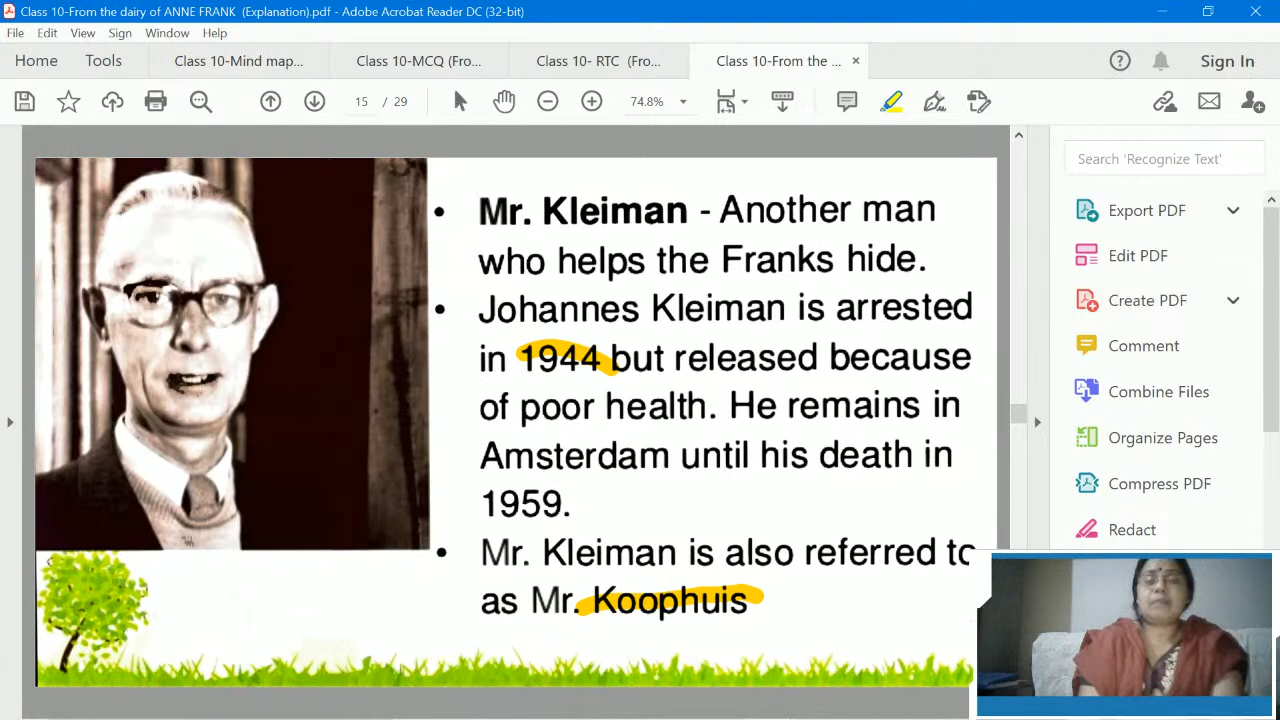 Class 10-From the dairy of ANNE FRANK (Explanation).pdf - Adobe Acrobat Reader DC (32-bit)
File Edit View Sign Window Help
Home Tools Class 10-Mind map... Class 10-MCQ (Fro... Class 10- RTC (Fro... Class 10-From the ... × Sign In
15 / 29 74.8%
Search 'Recognize Text'
Export PDF
Edit PDF
Create PDF
Comment
Combine Files
Organize Pages
Compress PDF
Redact
• Mr. Kleiman - Another man
who helps the Franks hide.
• Johannes Kleiman is arrested
in 1944 but released because
of poor health. He remains in
Amsterdam until his death in
1959.
• Mr. Kleiman is also referred to
as Mr. Koophuis